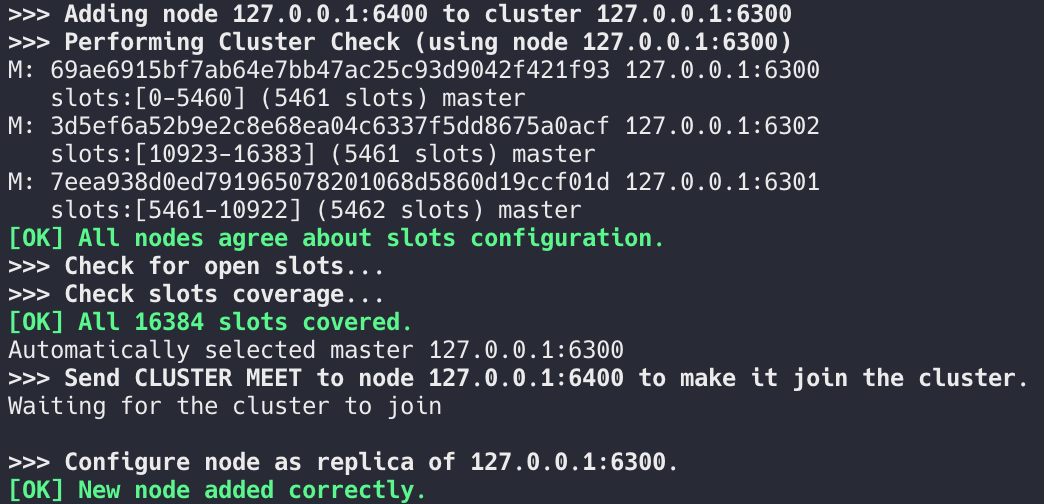 >>> Adding node 127.0.0.1:6400 to cluster 127.0.0.1:6300
>>> Performing Cluster Check (using node 127.0.0.1:6300)
M: 69ae6915bf7ab64e7bb47ac25c93d9042f421f93 127.0.0.1:6300
   slots:[0-5460] (5461 slots) master
M: 3d5ef6a52b9e2c8e68ea04c6337f5dd8675a0acf 127.0.0.1:6302
   slots:[10923-16383] (5461 slots) master
M: 7eea938d0ed791965078201068d5860d19ccf01d 127.0.0.1:6301
   slots:[5461-10922] (5462 slots) master
[OK] All nodes agree about slots configuration.
>>> Check for open slots...
>>> Check slots coverage...
[OK] All 16384 slots covered.
Automatically selected master 127.0.0.1:6300
>>> Send CLUSTER MEET to node 127.0.0.1:6400 to make it join the cluster.
Waiting for the cluster to join

>>> Configure node as replica of 127.0.0.1:6300.
[OK] New node added correctly.